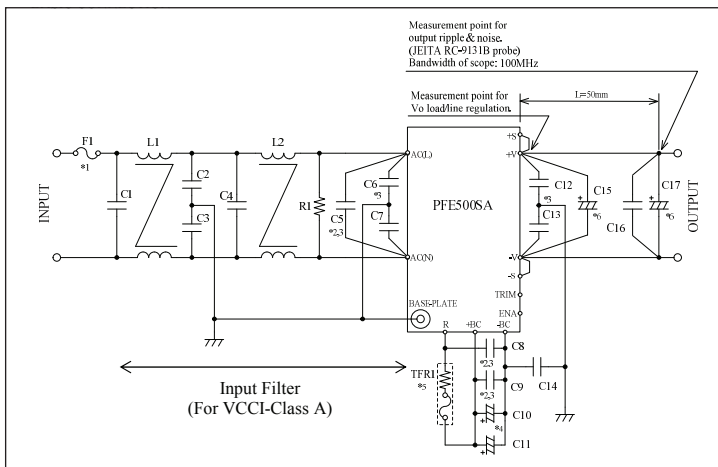 Measurement point for
output ripple & noise.
(JEITA RC-9131B probe)
Bandwidth of scope: 100MHz
Measurement point for
Vo load/line regulation.
L=50mm
F1
*1
L1
L2
C1
C2
C3
C4
R1
C5
*2,3
C6
*3
C7
AC(L)
AC(N)
PFE500SA
+S
+V
-V
-S
TRIM
ENA
BASE-PLATE
R
+BC
-BC
C12
*3
C13
C15
*6
C16
C17
*6
INPUT
OUTPUT
C8
*2,3
C9
*2,3
C10
*4
C11
C14
TFR1
*5
Input Filter
(For VCCI-Class A)